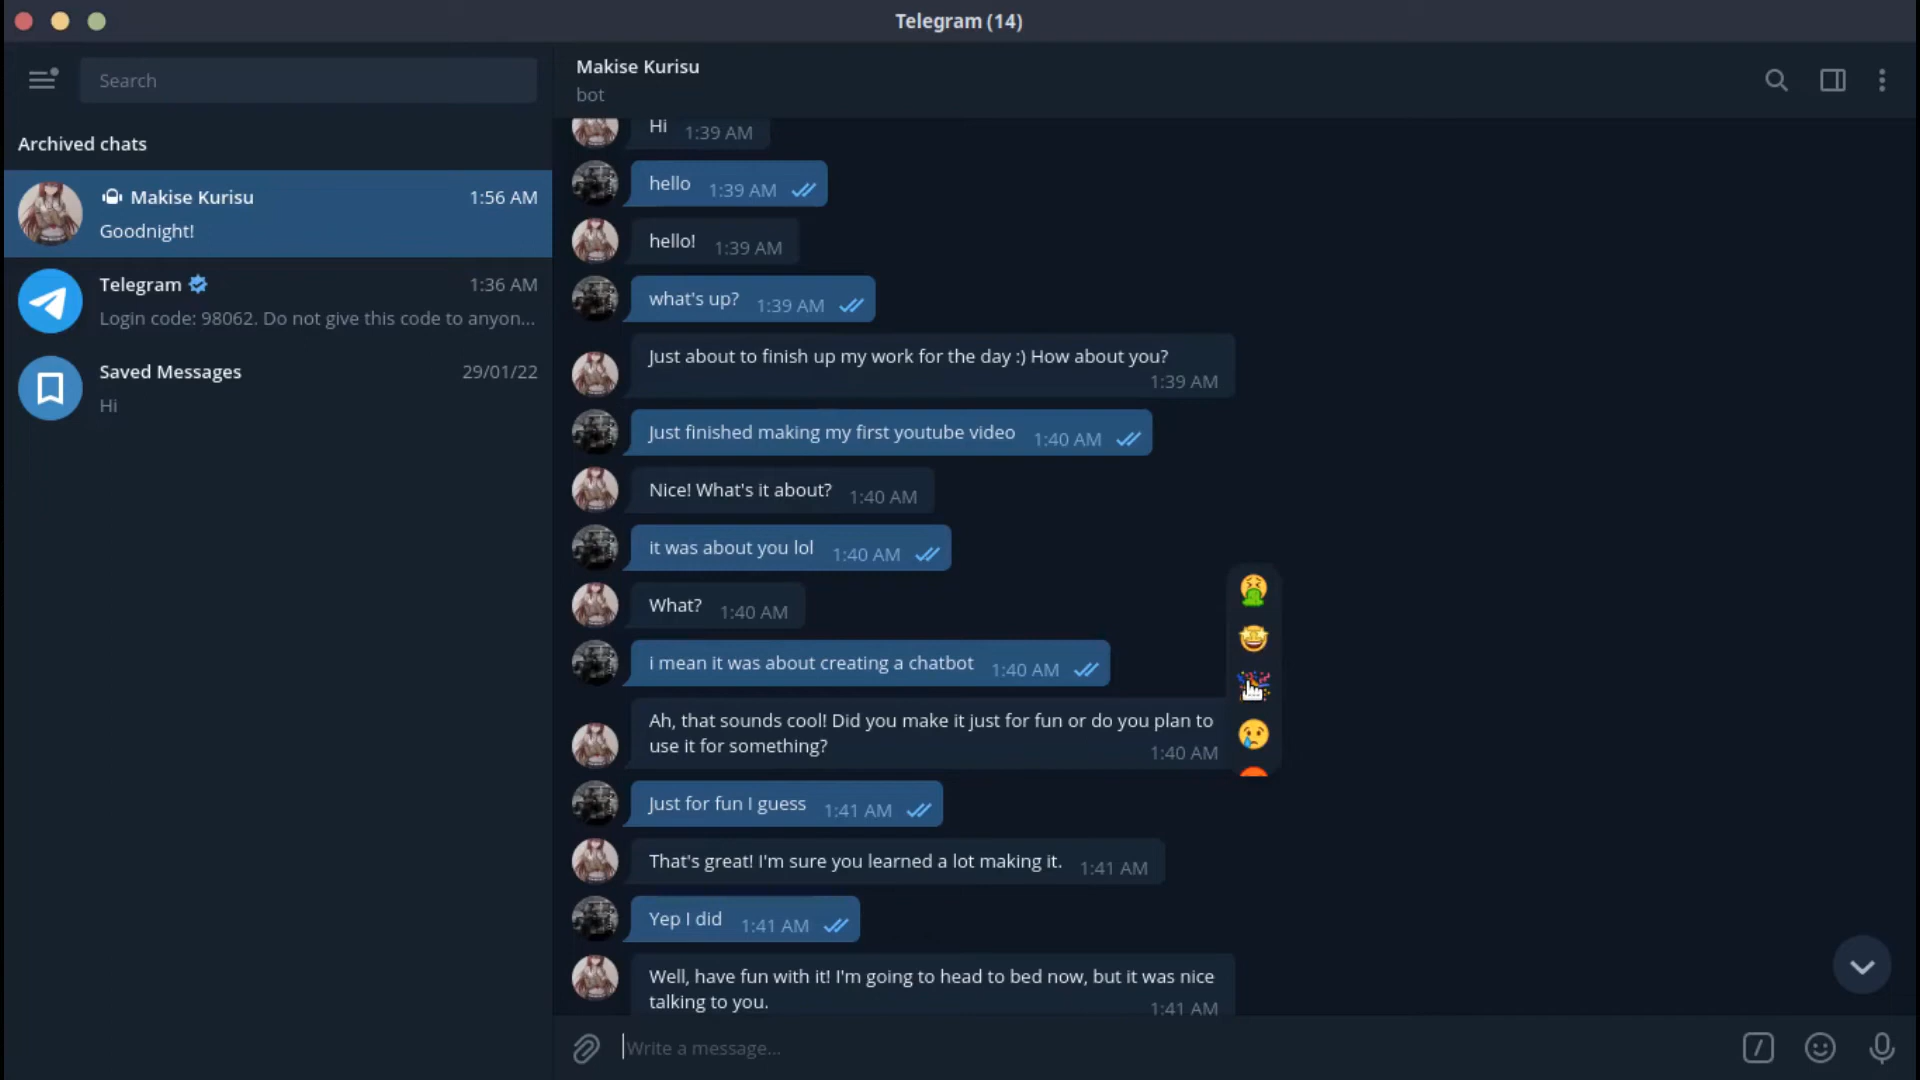 Telegram (14)
Search
Archived chats
Makise Kurisu 1:56 AM
Goodnight!
Telegram 1:36 AM
Login code: 98062. Do not give this code to anyon...
Saved Messages 29/01/22
Hi
Makise Kurisu
bot
Hi 1:39 AM
hello 1:39 AM
hello! 1:39 AM
what's up? 1:39 AM
Just about to finish up my work for the day :) How about you?
1:39 AM
Just finished making my first youtube video 1:40 AM
Nice! What's it about? 1:40 AM
it was about you lol 1:40 AM
What? 1:40 AM
i mean it was about creating a chatbot 1:40 AM
Ah, that sounds cool! Did you make it just for fun or do you plan to
use it for something? 1:40 AM
Just for fun I guess 1:41 AM
That's great! I'm sure you learned a lot making it. 1:41 AM
Yep I did 1:41 AM
Well, have fun with it! I'm going to head to bed now, but it was nice
talking to you. 1:41 AM
Write a message...